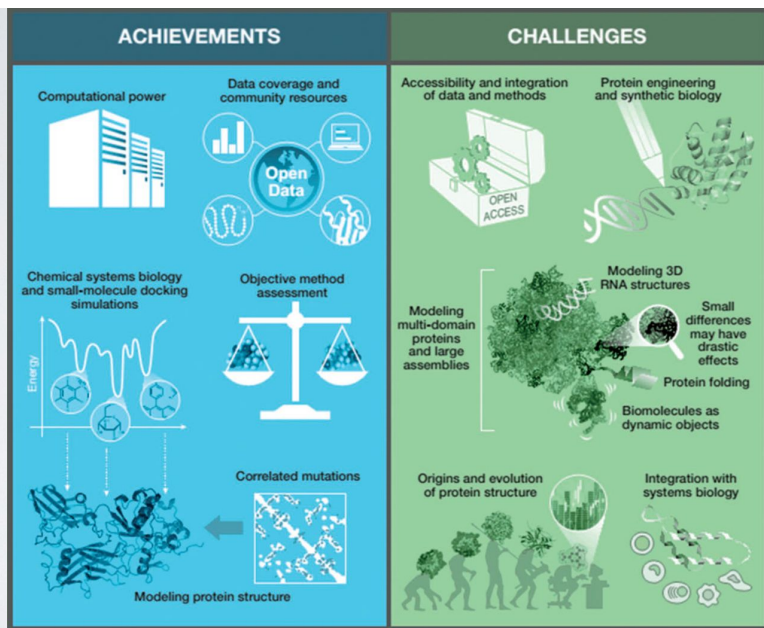 ACHIEVEMENTS
Computational power
Data coverage and
community resources
Open
Data
Chemical systems biology
and small-molecule docking
simulations
Energy
Objective method
assessment
Correlated mutations
Modeling protein structure
CHALLENGES
Accessibility and integration
of data and methods
OPEN
ACCESS
Protein engineering
and synthetic biology
Modeling
multi-domain
proteins
and large
assemblies
Modeling 3D
RNA structures
Small
differences
may have
drastic
effects
Protein folding
Biomolecules as
dynamic objects
Origins and evolution
of protein structure
Integration with
systems biology